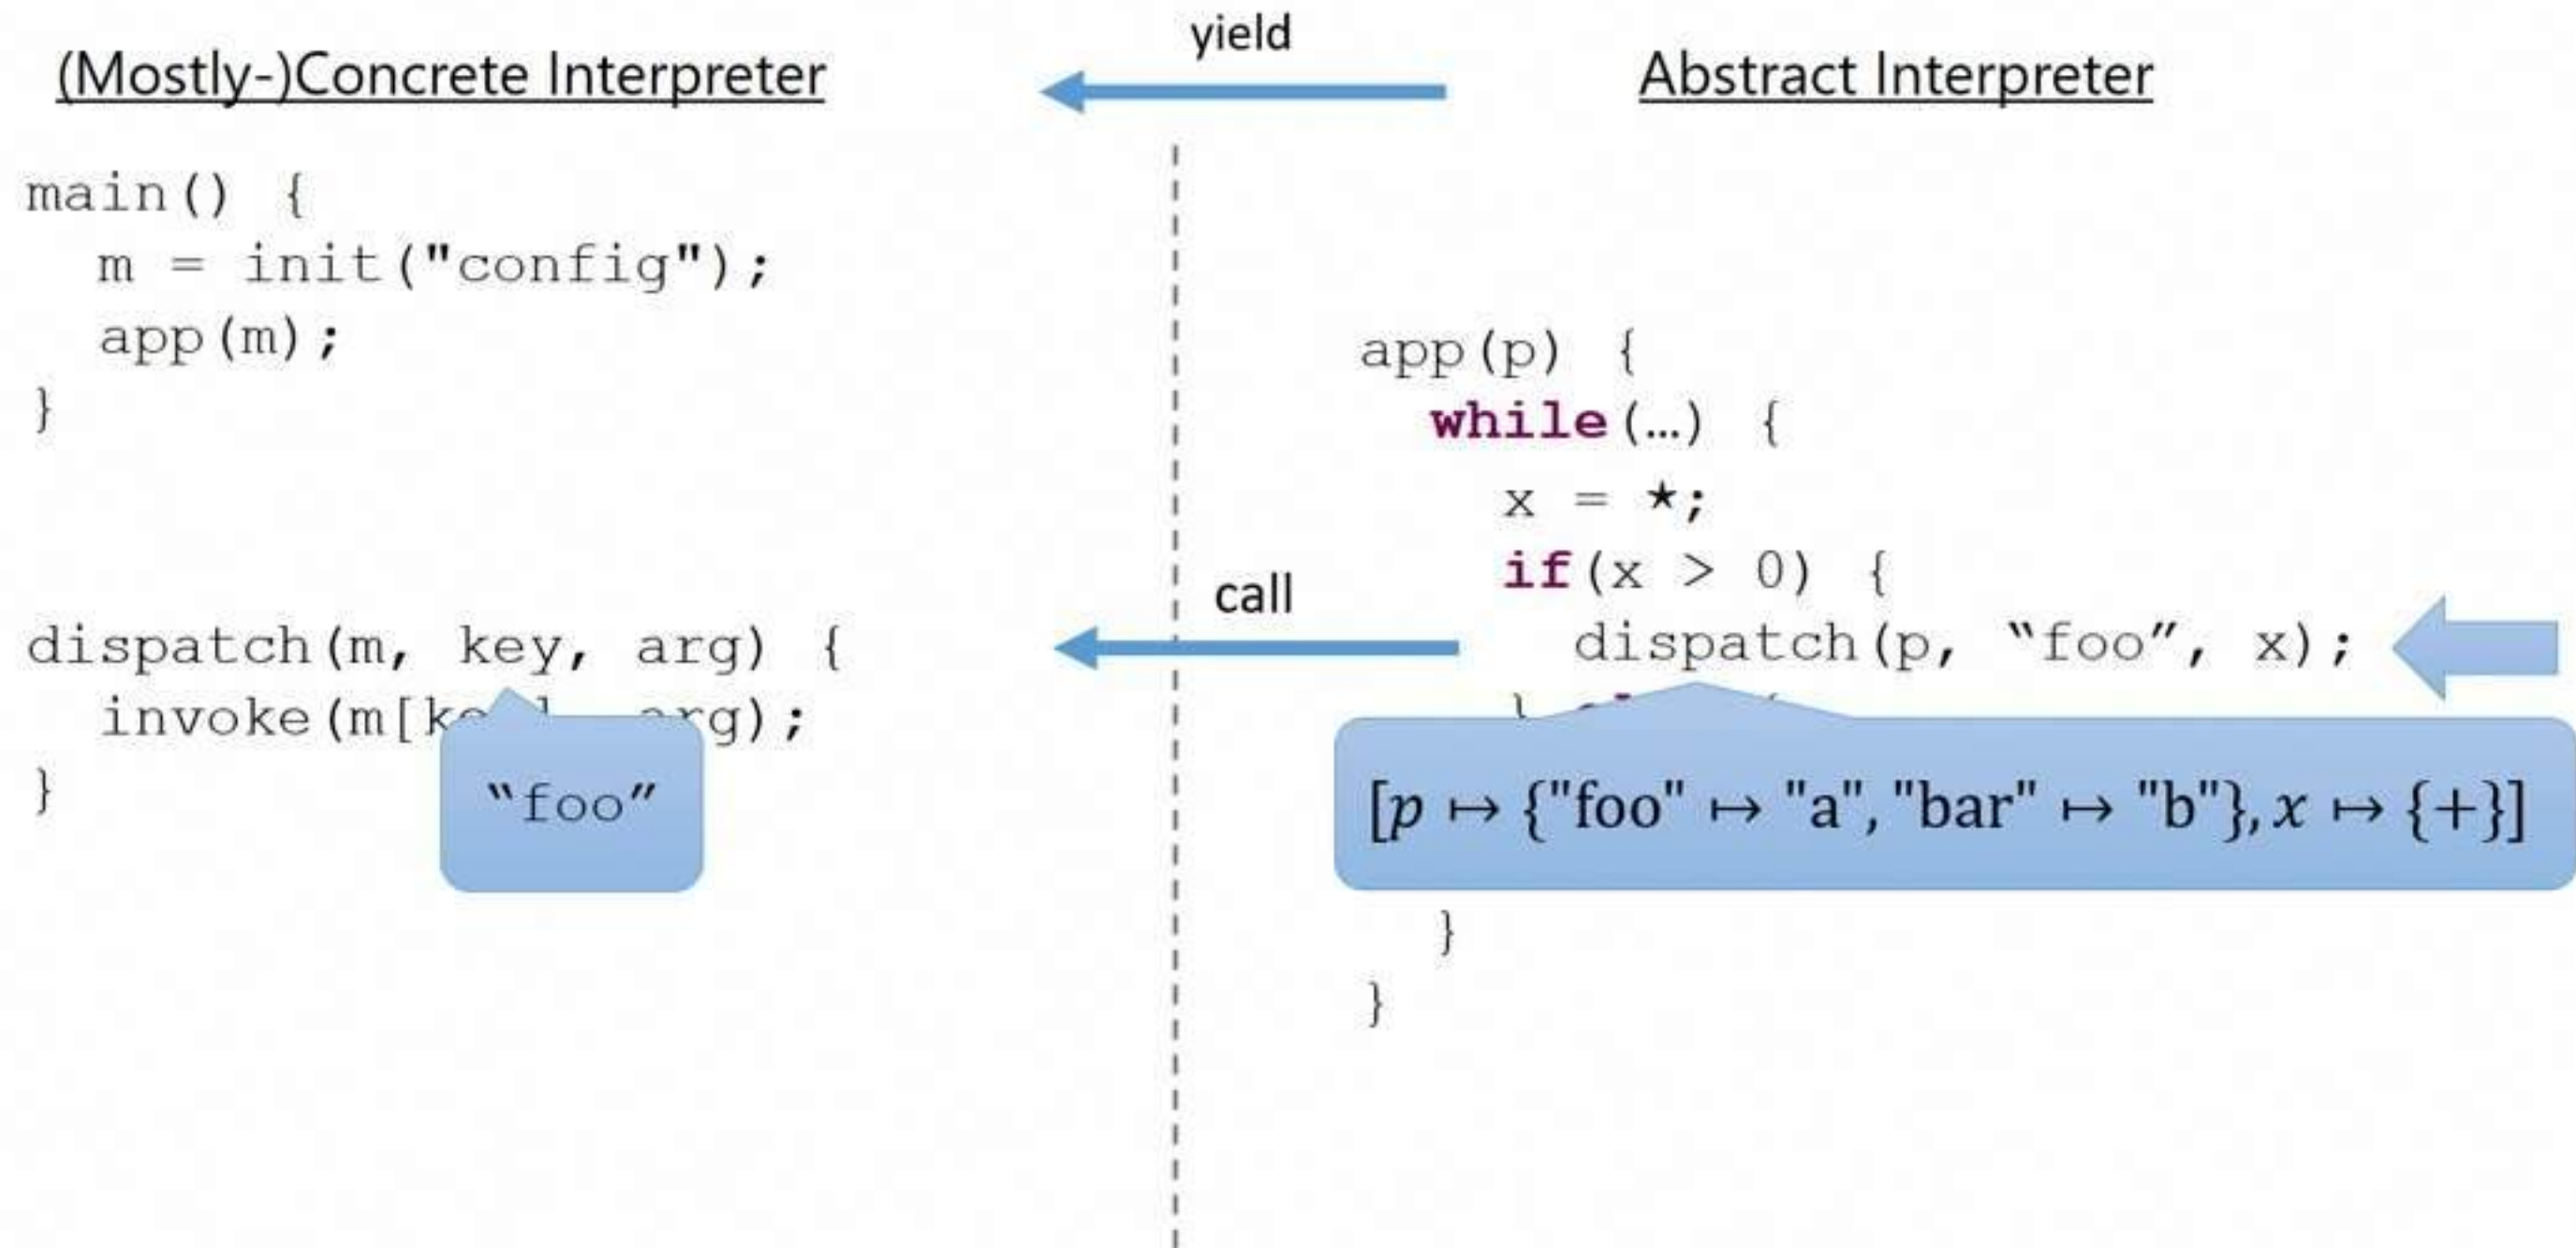 (Mostly-)Concrete Interpreter
yield
Abstract Interpreter
main() {
m = init("config");
app(m);
}
dispatch(m, key, arg) {
invoke(m[k arg);
}
“foo”
call
app(p) {
while(…) {
x = *;
if(x > 0) {
dispatch(p, “foo”, x);
}
[p ↦ {"foo" ↦ "a", "bar" ↦ "b"}, x ↦ {+}]
}
}